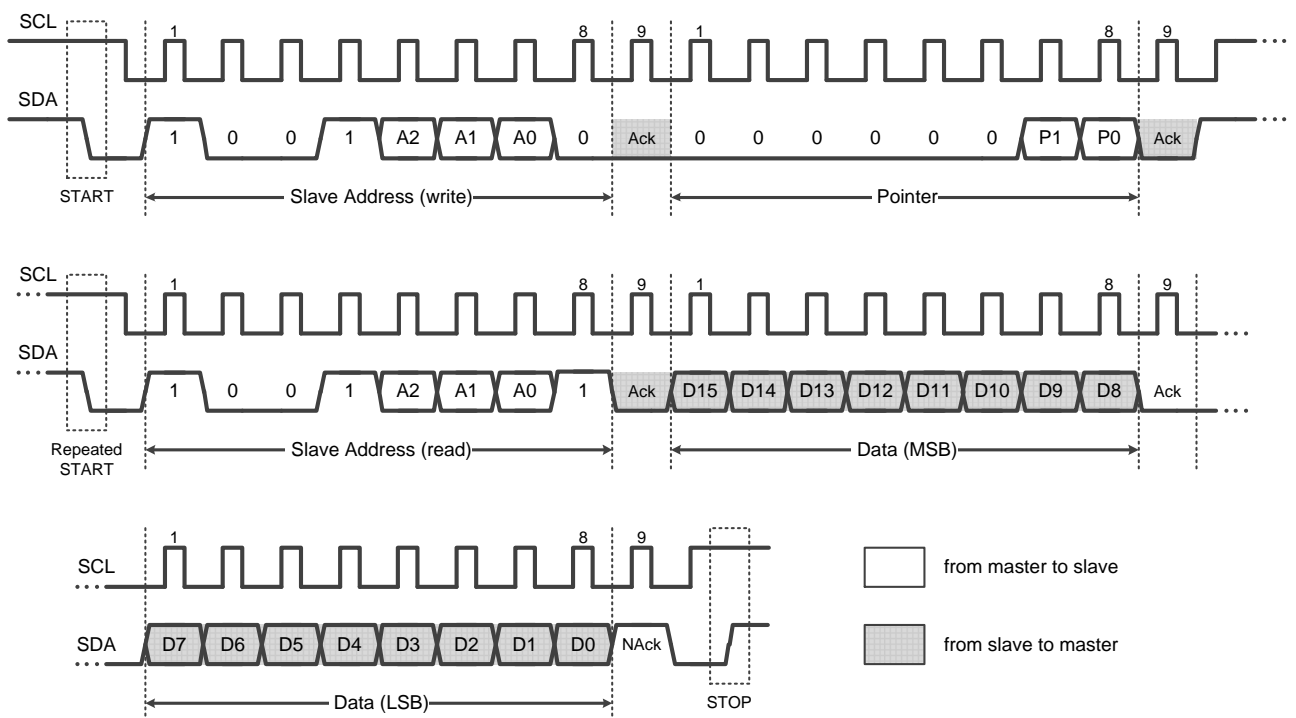 SCL
1 8 9 1 8 9
SDA
1 0 0 1 A2 A1 A0 0 Ack 0 0 0 0 0 0 P1 P0 Ack
START Slave Address (write) Pointer
SCL
1 8 9 1 8 9
SDA
1 0 0 1 A2 A1 A0 1 Ack D15 D14 D13 D12 D11 D10 D9 D8 Ack
Repeated
START
Slave Address (read) Data (MSB)
1 8 9
SCL
from master to slave
SDA D7 D6 D5 D4 D3 D2 D1 D0 NAck
from slave to master
Data (LSB) STOP